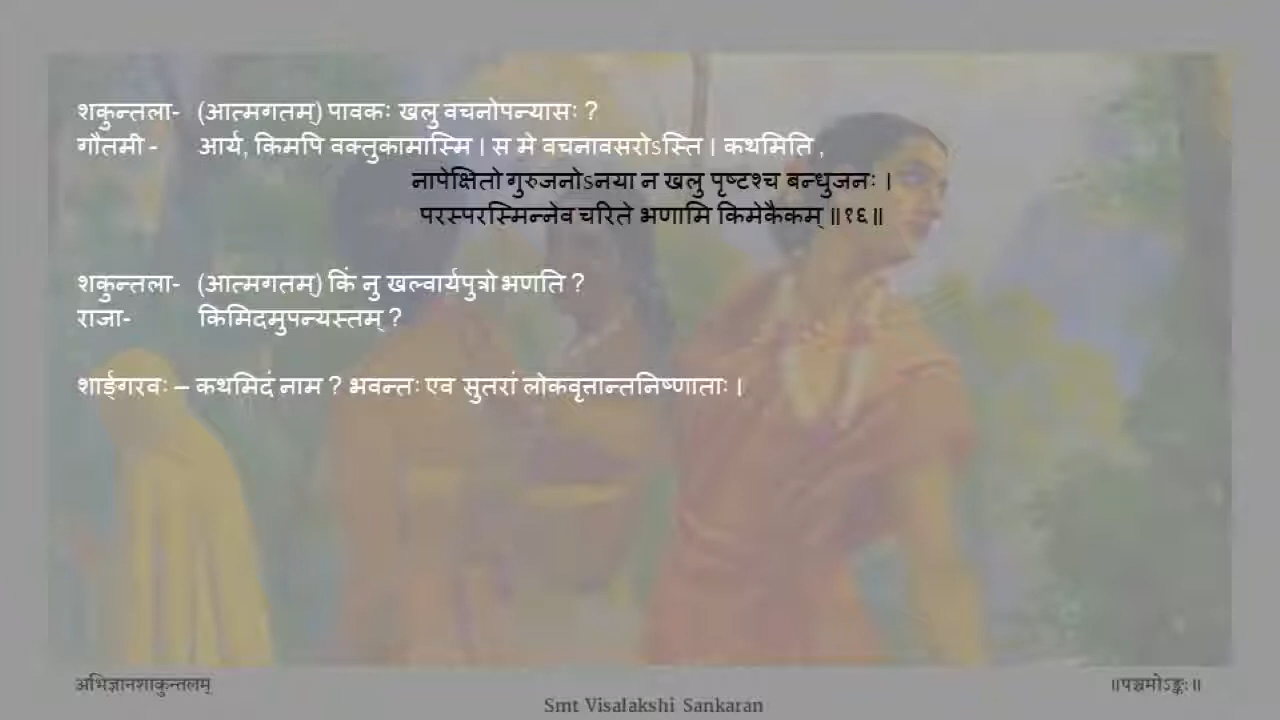 शकुन्तला- (आत्मगतम्) पावकः खलु वचनोपन्यासः ?
गौतमी - आर्य, किमपि वक्तुकामास्मि | स मे वचनावसरोऽस्ति | कथमिति ,
नापेक्षितो गुरुजनोऽनया न खलु पृष्टश्च बन्धुजनः |
परस्परस्मिन्नेव चरिते भणामि किमेकैकम् ॥१६॥
शकुन्तला- (आत्मगतम्) किं नु खल्वार्यपुत्रो भणति ?
राजा- किमिदमुपन्यस्तम् ?
शार्ङ्गरवः – कथमिदं नाम ? भवन्तः एव सुतरां लोकवृत्तान्तनिष्णाताः |
अभिज्ञानशाकुन्तलम्
॥पञ्चमोऽङ्कः॥
Smt Visalakshi Sankaran